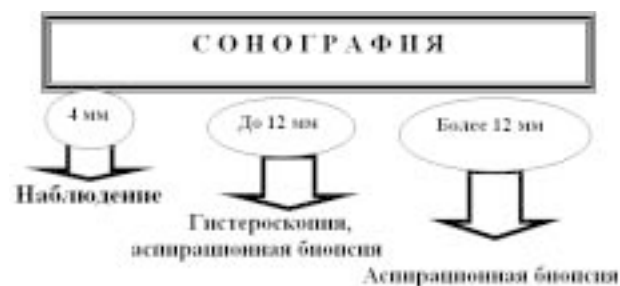 СОНОГРАФИЯ
4 мм
До 12 мм
Более 12 мм
Наблюдение
Гистероскопия,
аспирационная биопсия
Аспирационная биопсия